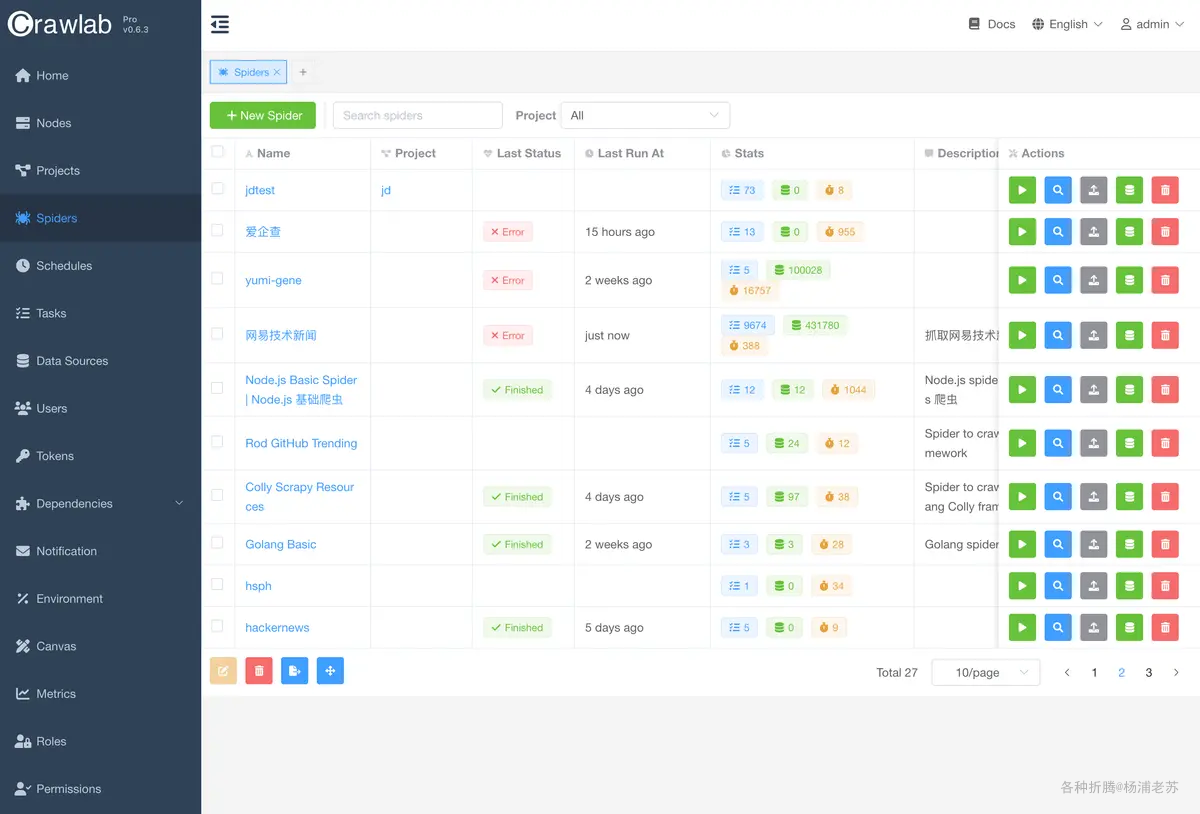 Crawlab Pro v0.6.3
Docs English admin
Home
Nodes
Projects
Spiders
Schedules
Tasks
Data Sources
Users
Tokens
Dependencies
Notification
Environment
Canvas
Metrics
Roles
Permissions
Spiders × +
+ New Spider Search spiders Project All
Name Project Last Status Last Run At Stats Description Actions
jdtest jd 73 0 8
爱企查 Error 15 hours ago 13 0 955
yumi-gene Error 2 weeks ago 5 100028
16757
网易技术新闻 Error just now 9674 431780 抓取网易技术
388
Node.js Basic Spider Finished 4 days ago 12 12 1044 Node.js spide
| Node.js 基础爬虫 s 爬虫
Rod GitHub Trending 5 24 12 Spider to craw
mework
Colly Scrapy Resour Finished 4 days ago 5 97 38 Spider to craw
ces ang Colly fram
Golang Basic Finished 2 weeks ago 3 3 28 Golang spider
hsph 1 0 34
hackernews Finished 5 days ago 5 0 9
Total 27 10/page < 1 2 3 >
各种折腾@杨浦老苏